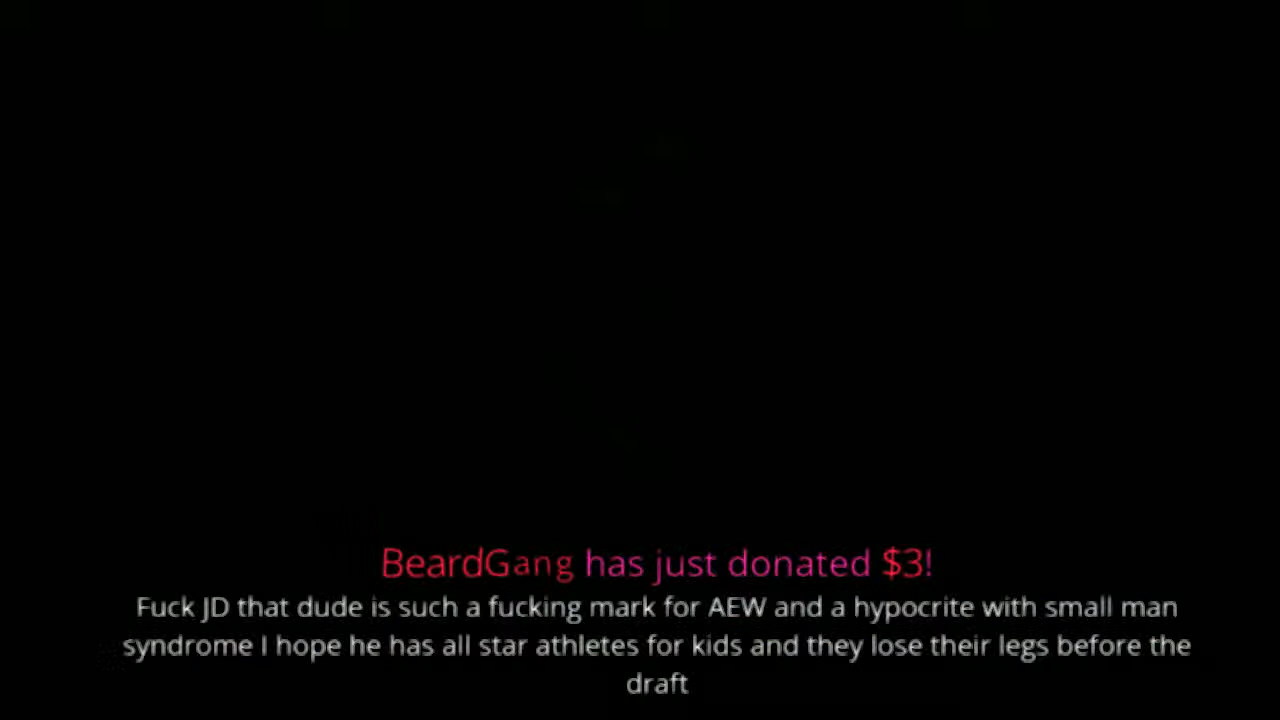 BeardGang has just donated $3!
Fuck JD that dude is such a fucking mark for AEW and a hypocrite with small man
syndrome I hope he has all star athletes for kids and they lose their legs before the
draft